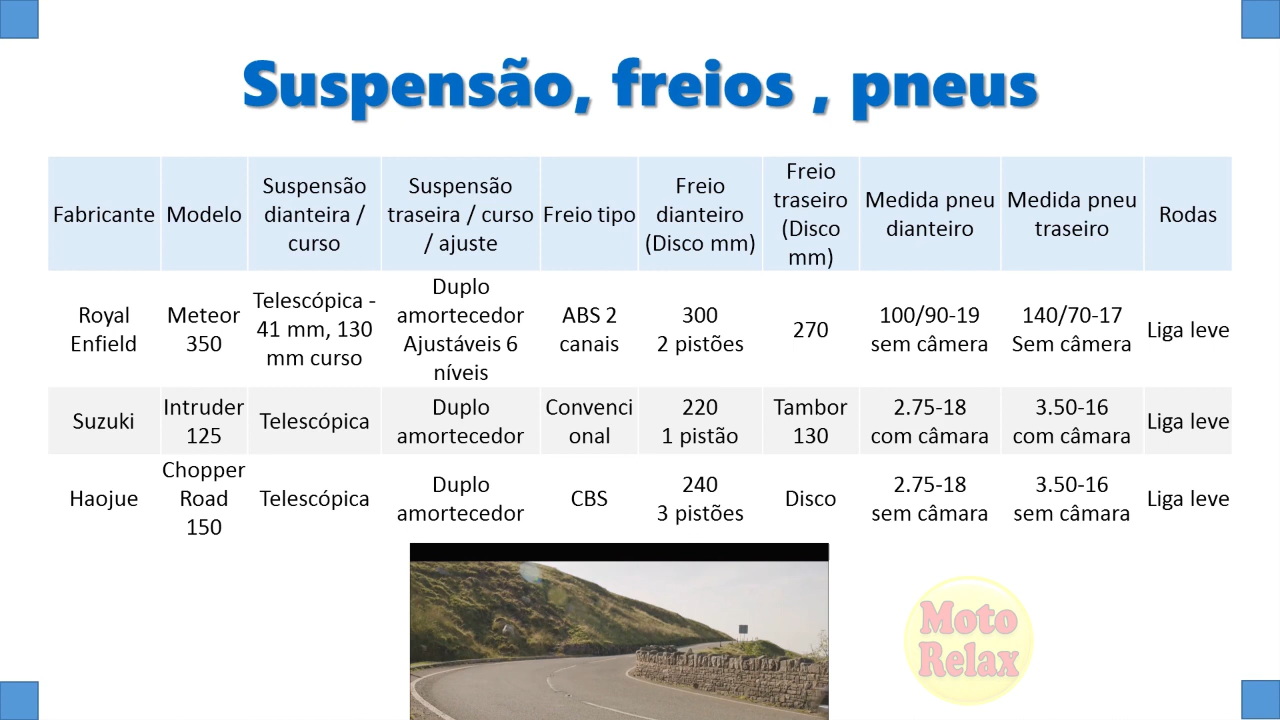 Suspensão, freios , pneus
Fabricante
Modelo
Suspensão
dianteira /
curso
Suspensão
traseira / curso
/ ajuste
Freio tipo
Freio
dianteiro
(Disco mm)
Freio
traseiro
(Disco
mm)
Medida pneu
dianteiro
Medida pneu
traseiro
Rodas
Royal
Enfield
Meteor
350
Telescópica -
41 mm, 130
mm curso
Duplo
amortecedor
Ajustáveis 6
níveis
ABS 2
canais
300
2 pistões
270
100/90-19
sem câmera
140/70-17
Sem câmera
Liga leve
Suzuki
Intruder
125
Telescópica
Duplo
amortecedor
Convenci
onal
220
1 pistão
Tambor
130
2.75-18
com câmara
3.50-16
com câmara
Liga leve
Haojue
Chopper
Road
150
Telescópica
Duplo
amortecedor
CBS
240
3 pistões
Disco
2.75-18
sem câmara
3.50-16
sem câmara
Liga leve
Moto
Relax